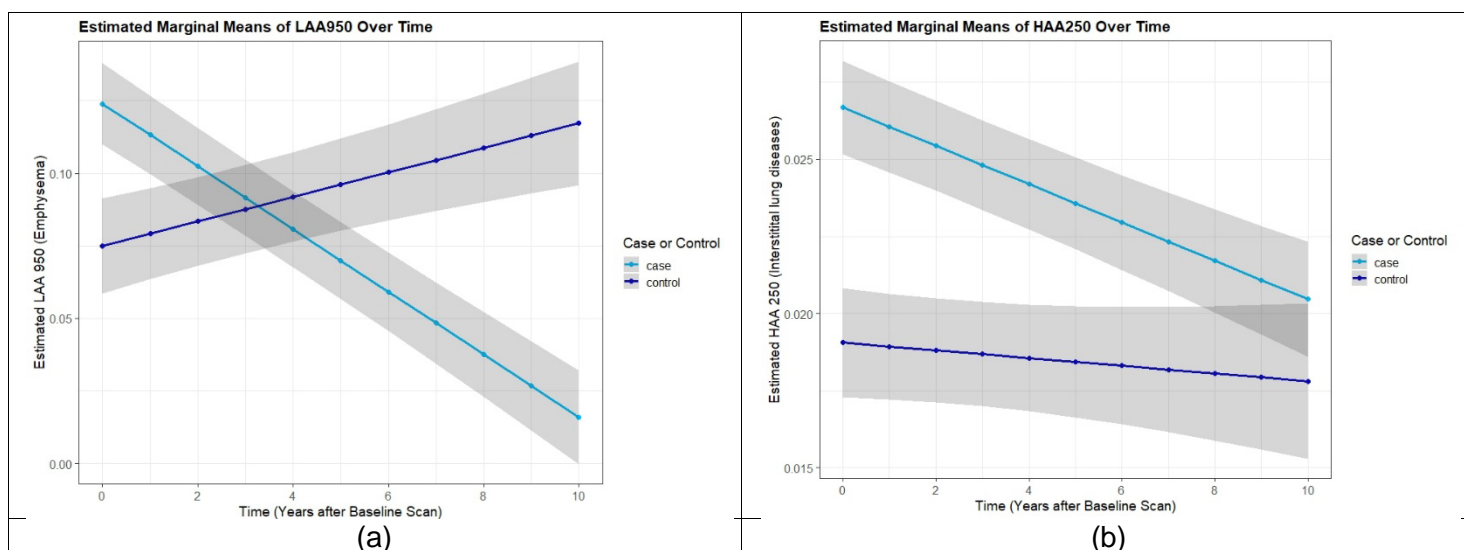 Estimated Marginal Means of LAA950 Over Time
Estimated LAA 950 (Emphysema)
0.10
0.05
0.00
0 2 4 6 8 10
Time (Years after Baseline Scan)
Case or Control
case
control
(a)
Estimated Marginal Means of HAA250 Over Time
Estimated HAA 250 (Interstitital lung diseases)
0.025
0.020
0.015
0 2 4 6 8 10
Time (Years after Baseline Scan)
Case or Control
case
control
(b)